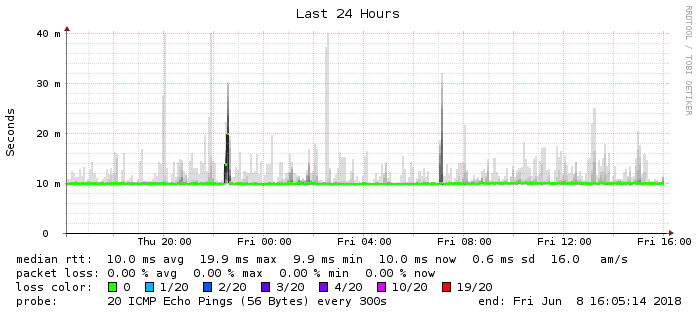 Last 24 Hours
RRDTOOL / TOBI OETIKER
Seconds
40 m
30 m
20 m
10 m
0
Thu 20:00 Fri 00:00 Fri 04:00 Fri 08:00 Fri 12:00 Fri 16:00
median rtt: 10.0 ms avg 19.9 ms max 9.9 ms min 10.0 ms now 0.6 ms sd 16.0 am/s
packet loss: 0.00 % avg 0.00 % max 0.00 % min 0.00 % now
loss color: 0 1/20 2/20 3/20 4/20 10/20 19/20
probe: 20 ICMP Echo Pings (56 Bytes) every 300s end: Fri Jun 8 16:05:14 2018